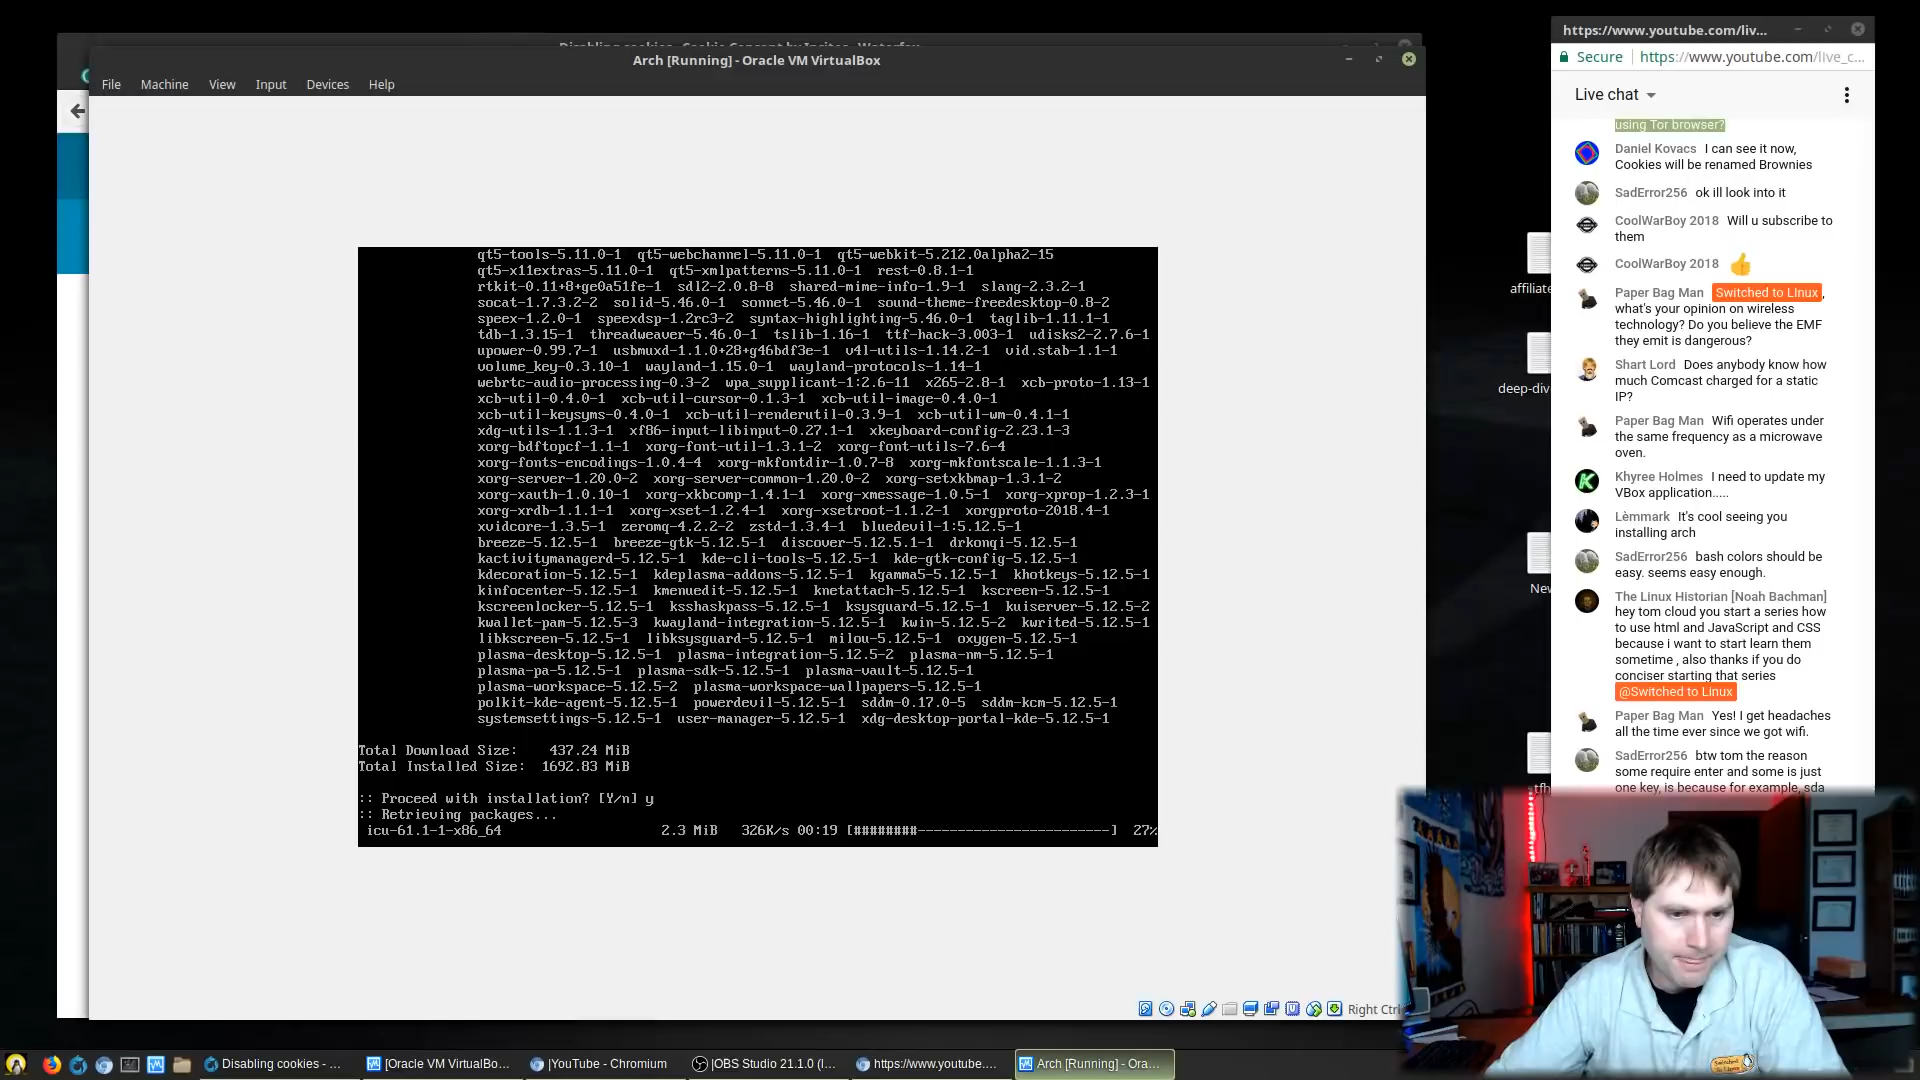 Disabling cookies - Cookie Consent by Insites - Waterfox
Arch [Running] - Oracle VM VirtualBox
File Machine View Input Devices Help
qt5-tools-5.11.0-1 qt5-webchannel-5.11.0-1 qt5-webkit-5.212.0alpha2-15
qt5-x11extras-5.11.0-1 qt5-xmlpatterns-5.11.0-1 rest-0.8.1-1
rtkit-0.11+8+ge0a51fe-1 sdl2-2.0.8-8 shared-mime-info-1.9-1 slang-2.3.2-1
socat-1.7.3.2-2 solid-5.46.0-1 sonnet-5.46.0-1 sound-theme-freedesktop-0.8-2
speex-1.2.0-1 speexdsp-1.2rc3-2 syntax-highlighting-5.46.0-1 taglib-1.11.1-1
tdb-1.3.15-1 threadweaver-5.46.0-1 tslib-1.16-1 ttf-hack-3.003-1 udisks2-2.7.6-1
upower-0.99.7-1 usbmuxd-1.1.0+28+g46bdf3e-1 v4l-utils-1.14.2-1 vid.stab-1.1-1
volume_key-0.3.10-1 wayland-1.15.0-1 wayland-protocols-1.14-1
webrtc-audio-processing-0.3-2 wpa_supplicant-1:2.6-11 x265-2.8-1 xcb-proto-1.13-1
xcb-util-0.4.0-1 xcb-util-cursor-0.1.3-1 xcb-util-image-0.4.0-1
xcb-util-keysyms-0.4.0-1 xcb-util-renderutil-0.3.9-1 xcb-util-wm-0.4.1-1
xdg-utils-1.1.3-1 xf86-input-libinput-0.27.1-1 xkeyboard-config-2.23.1-3
xorg-bdftopcf-1.1-1 xorg-font-util-1.3.1-2 xorg-font-utils-7.6-4
xorg-fonts-encodings-1.0.4-4 xorg-mkfontdir-1.0.7-8 xorg-mkfontscale-1.1.3-1
xorg-server-1.20.0-2 xorg-server-common-1.20.0-2 xorg-setxkbmap-1.3.1-2
xorg-xauth-1.0.10-1 xorg-xkbcomp-1.4.1-1 xorg-xmessage-1.0.5-1 xorg-xprop-1.2.3-1
xorg-xrdb-1.1.1-1 xorg-xset-1.2.4-1 xorg-xsetroot-1.1.2-1 xorgproto-2018.4-1
xvidcore-1.3.5-1 zeromq-4.2.2-2 zstd-1.3.4-1 bluedevil-1:5.12.5-1
breeze-5.12.5-1 breeze-gtk-5.12.5-1 discover-5.12.5.1-1 drkonqi-5.12.5-1
kactivitymanagerd-5.12.5-1 kde-cli-tools-5.12.5-1 kde-gtk-config-5.12.5-1
kdecoration-5.12.5-1 kdeplasma-addons-5.12.5-1 kgamma5-5.12.5-1 khotkeys-5.12.5-1
kinfocenter-5.12.5-1 kmenuedit-5.12.5-1 knetattach-5.12.5-1 kscreen-5.12.5-1
kscreenlocker-5.12.5-1 ksshaskpass-5.12.5-1 ksysguard-5.12.5-1 kuiserver-5.12.5-2
kwallet-pam-5.12.5-3 kwayland-integration-5.12.5-1 kwin-5.12.5-2 kwrited-5.12.5-1
libkscreen-5.12.5-1 libksysguard-5.12.5-1 milou-5.12.5-1 oxygen-5.12.5-1
plasma-desktop-5.12.5-1 plasma-integration-5.12.5-2 plasma-nm-5.12.5-1
plasma-pa-5.12.5-1 plasma-sdk-5.12.5-1 plasma-vault-5.12.5-1
plasma-workspace-5.12.5-2 plasma-workspace-wallpapers-5.12.5-1
polkit-kde-agent-5.12.5-1 powerdevil-5.12.5-1 sddm-0.17.0-5 sddm-kcm-5.12.5-1
systemsettings-5.12.5-1 user-manager-5.12.5-1 xdg-desktop-portal-kde-5.12.5-1
Total Download Size: 437.24 MiB
Total Installed Size: 1692.83 MiB
:: Proceed with installation? [Y/n] y
:: Retrieving packages...
icu-61.1-1-x86_64 2.3 MiB 326K/s 00:19 [########------------------------] 27%
Right Ctrl
affiliate
deep-div
New
tfh
https://www.youtube.com/liv...
Secure https://www.youtube.com/live_c...
Live chat
using Tor browser?
Daniel Kovacs I can see it now,
Cookies will be renamed Brownies
SadError256 ok ill look into it
CoolWarBoy 2018 Will u subscribe to
them
CoolWarBoy 2018 👍
Paper Bag Man Switched to LInux,
what's your opinion on wireless
technology? Do you believe the EMF
they emit is dangerous?
Shart Lord Does anybody know how
much Comcast charged for a static
IP?
Paper Bag Man Wifi operates under
the same frequency as a microwave
oven.
Khyree Holmes I need to update my
VBox application.....
Lèmmark It's cool seeing you
installing arch
SadError256 bash colors should be
easy. seems easy enough.
The Linux Historian [Noah Bachman]
hey tom cloud you start a series how
to use html and JavaScript and CSS
because i want to start learn them
sometime , also thanks if you do
conciser starting that series
@Switched to Linux
Paper Bag Man Yes! I get headaches
all the time ever since we got wifi.
SadError256 btw tom the reason
some require enter and some is just
one key, is because for example, sda
Disabling cookies - ...
[Oracle VM VirtualBo...
|YouTube - Chromium
|OBS Studio 21.1.0 (l...
https://www.youtube....
Arch [Running] - Ora...